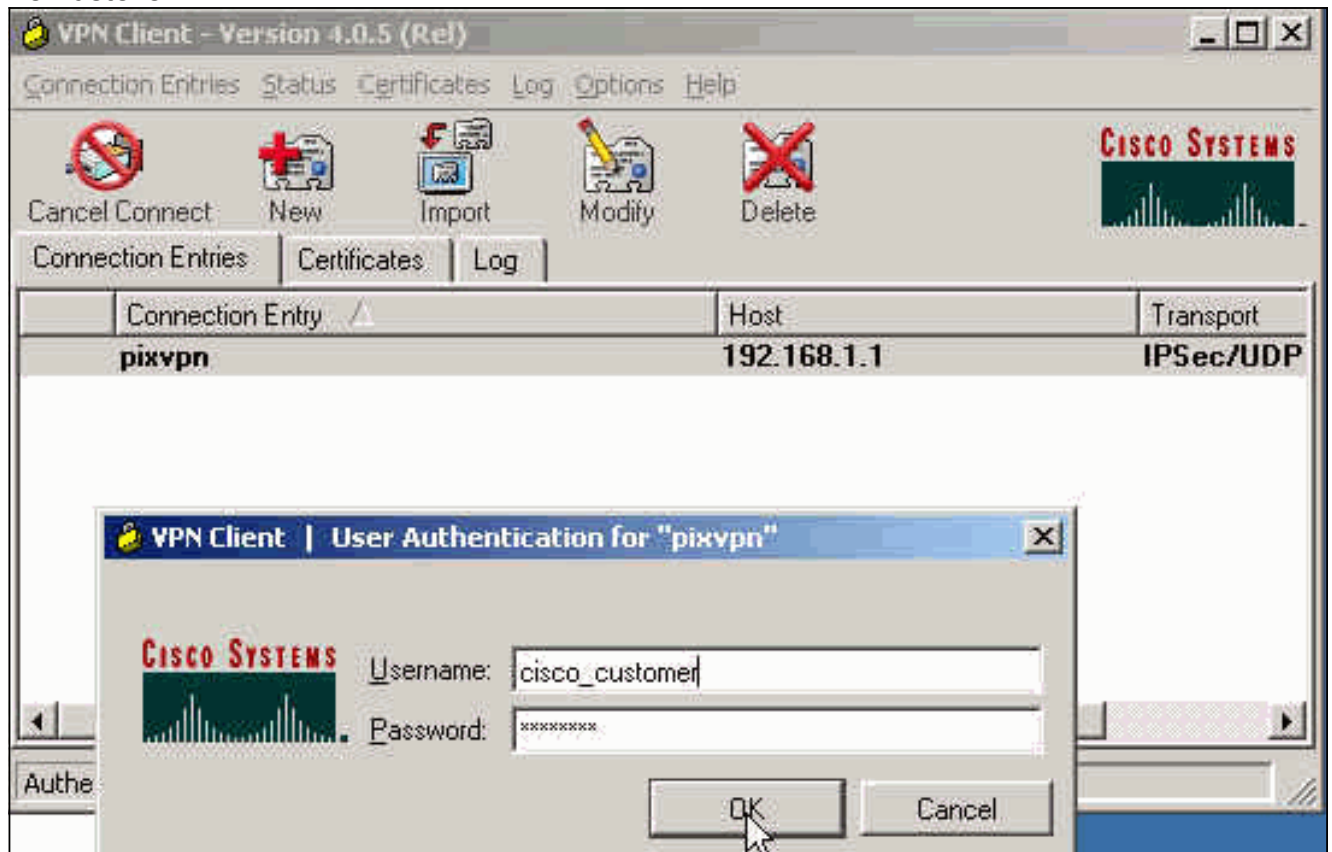 VPN Client - Version 4.0.5 (Rel)
Connection Entries Status Certificates Log Options Help
Cancel Connect New Import Modify Delete
CISCO SYSTEMS
Connection Entries Certificates Log
Connection Entry Host Transport
pixvpn 192.168.1.1 IPSec/UDP
VPN Client | User Authentication for "pixvpn"
CISCO SYSTEMS
Username: cisco_customer
Password: ********
Authe
OK Cancel